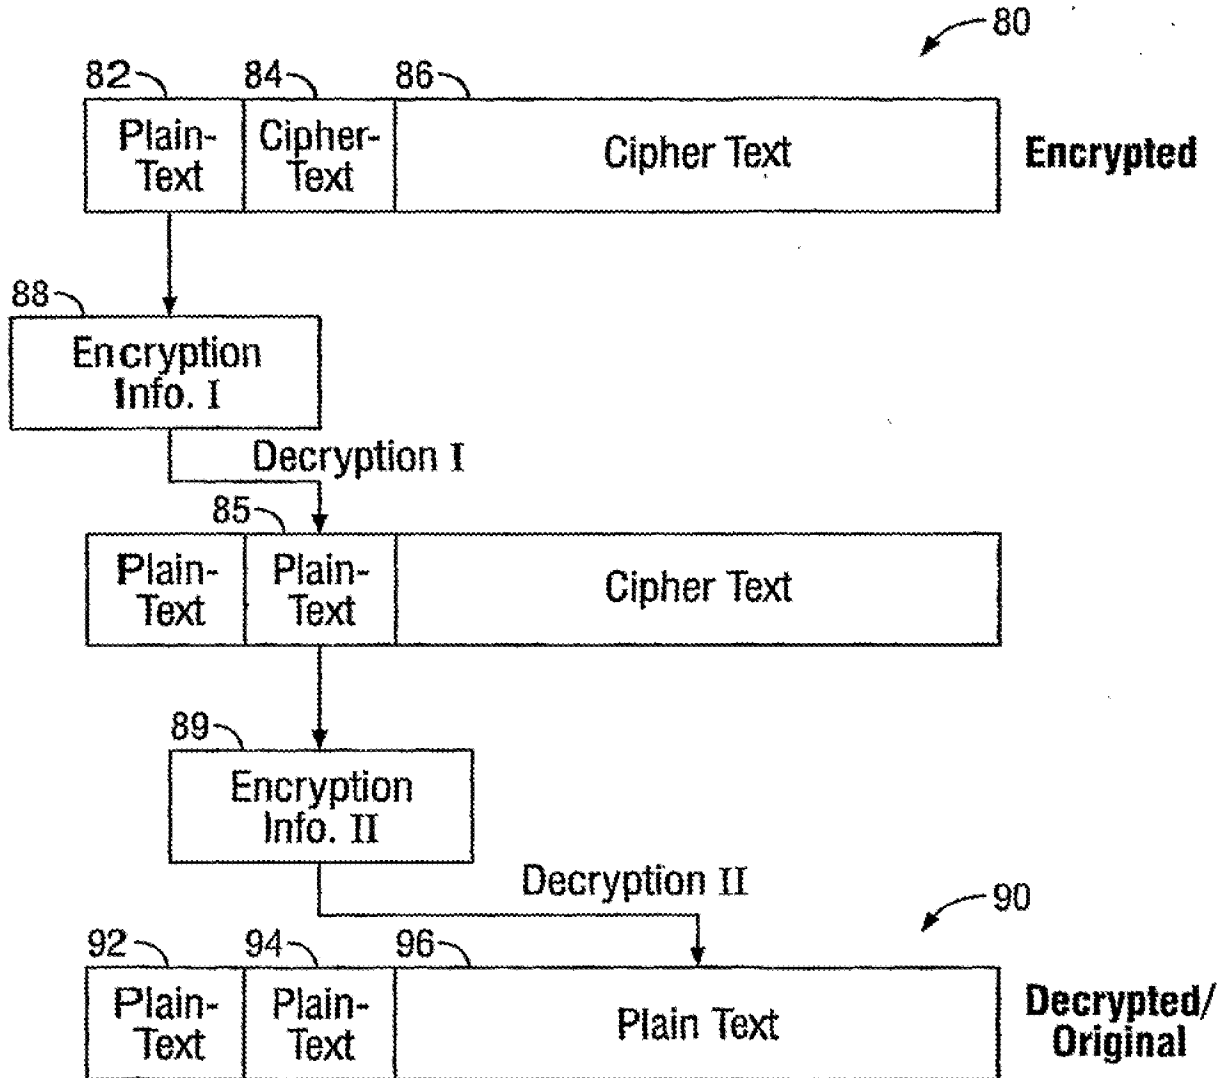 80
82
84
86
Plain-
Text
Cipher-
Text
Cipher Text
Encrypted
88
Encryption
Info. I
Decryption I
85
Plain-
Text
Plain-
Text
Cipher Text
89
Encryption
Info. II
Decryption II
90
92
94
96
Plain-
Text
Plain-
Text
Plain Text
Decrypted/
Original